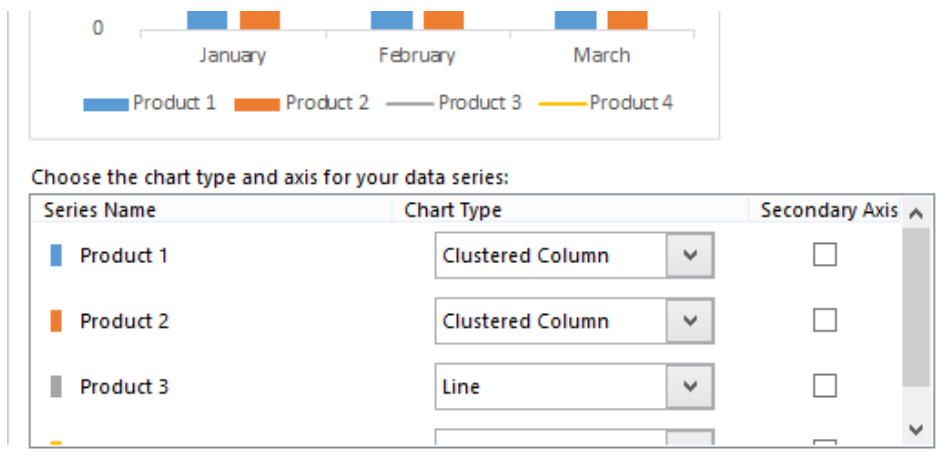 0
January February March
Product 1 Product 2 Product 3 Product 4
Choose the chart type and axis for your data series:
Series Name Chart Type Secondary Axis
Product 1 Clustered Column
Product 2 Clustered Column
Product 3 Line